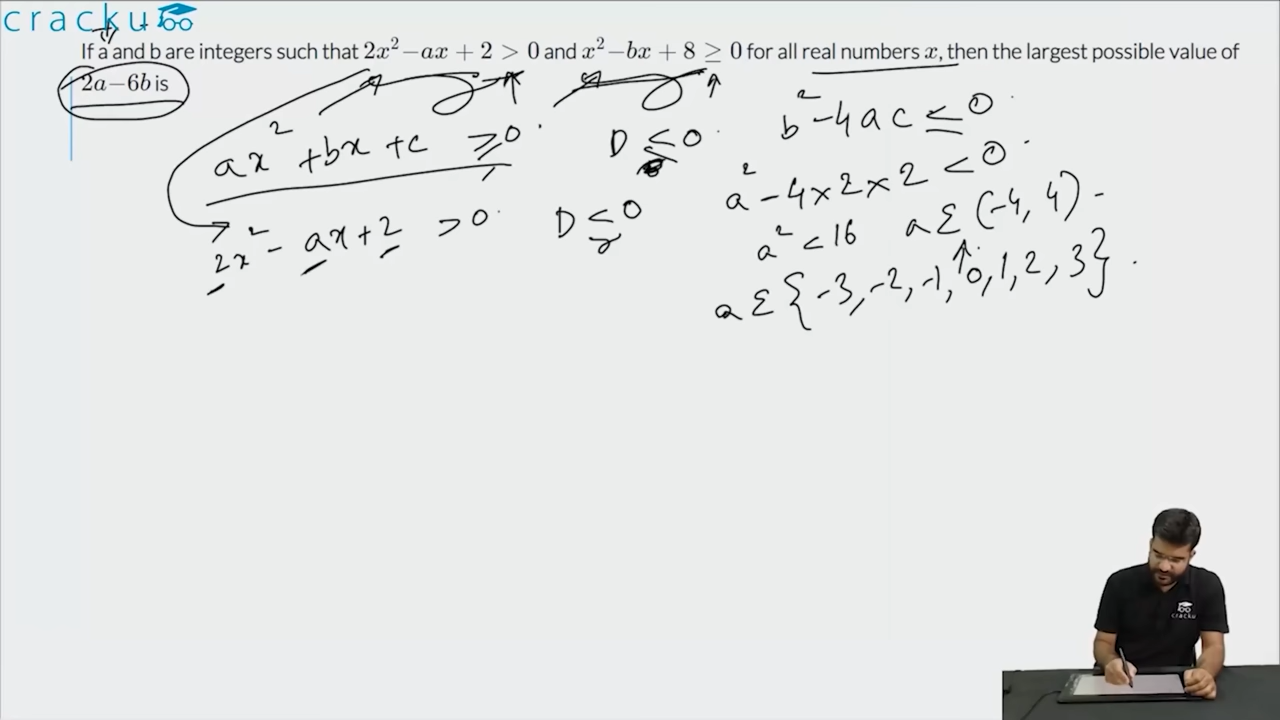 cracku
If a and b are integers such that 2x² − ax + 2 > 0 and x² − bx + 8 ≥ 0 for all real numbers x, then the largest possible value of
2a − 6b is
ax² + bx + c ≥ 0
D ≤ 0
b² − 4ac ≤ 0
2x² − ax + 2 > 0
D < 0
a² − 4×2×2 < 0
a² < 16
a Σ (−4, 4)
a Σ {−3, −2, −1, 0, 1, 2, 3}
cracku